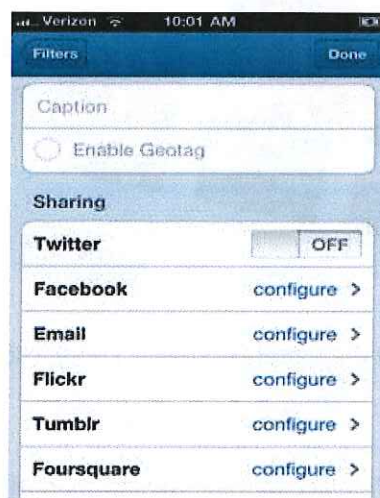 Verizon 10:01 AM
Filters Done
Caption
Enable Geotag
Sharing
Twitter OFF
Facebook configure >
Email configure >
Flickr configure >
Tumblr configure >
Foursquare configure >